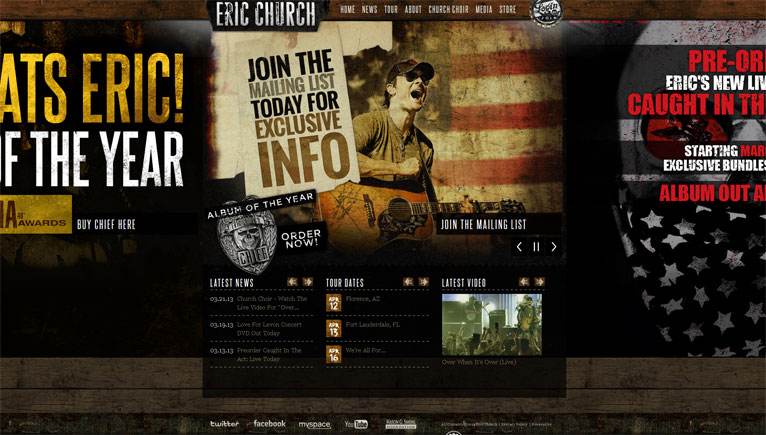 ERIC CHURCH
HOME NEWS TOUR ABOUT CHURCH CHOIR MEDIA STORE
JOIN
ATS ERIC!
OF THE YEAR
AWARDS
BUY CHIEF HERE
JOIN THE
MAILING LIST
TODAY FOR
EXCLUSIVE
INFO
ALBUM OF THE YEAR
CHIEF
ORDER
NOW!
JOIN THE MAILING LIST
PRE-OR
ERIC'S NEW LIV
CAUGHT IN TH
STARTING MAR
EXCLUSIVE BUNDLES
ALBUM OUT A
LATEST NEWS
03.21.13 Church Choir - Watch The
Live Video For "Over...
03.19.13 Love For Levon Concert
DVD Out Today
03.13.13 Preorder Caught In The
Act: Live Today
TOUR DATES
APR 12 Florence, AZ
APR 13 Fort Lauderdale, FL
APR 16 We're All For...
LATEST VIDEO
Over When It's Over (Live)
twitter facebook myspace YouTube